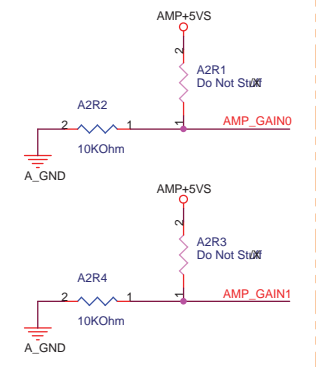 AMP+5VS
2
A2R1
Do Not Stuff
A2R2
2 1 1 AMP_GAIN0
10KOhm
A_GND
AMP+5VS
2
A2R3
Do Not Stuff
A2R4
2 1 1 AMP_GAIN1
10KOhm
A_GND